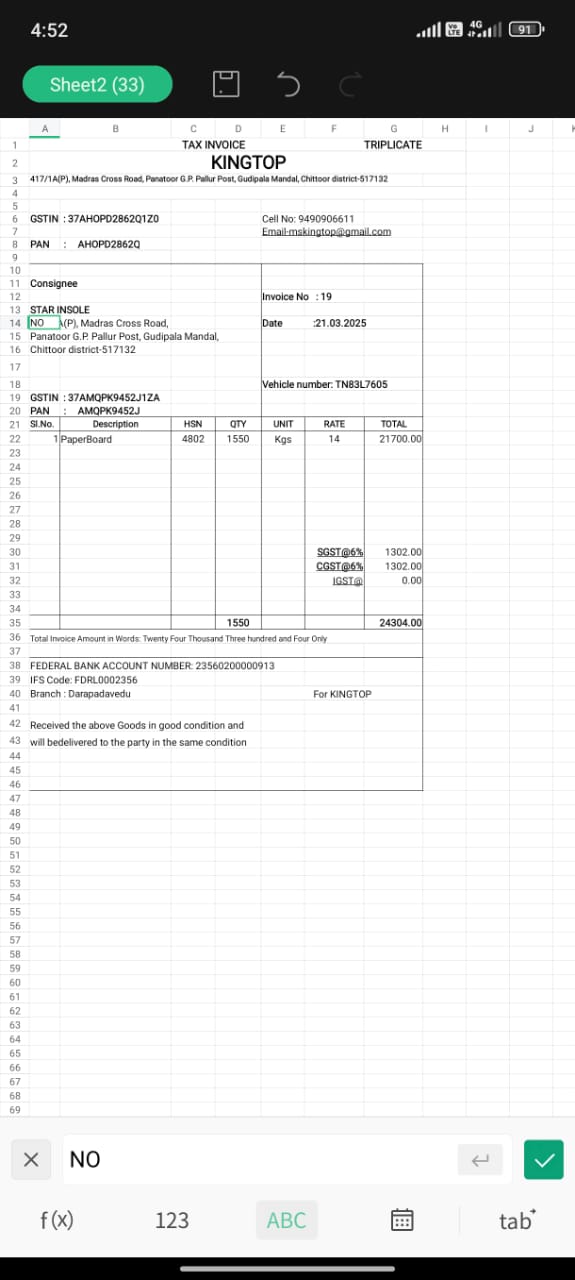 4:52
Vo LTE 4G 91
Sheet2 (33)
A B C D E F G H I J
1 TAX INVOICE TRIPLICATE
2 KINGTOP
3 417/1A(P), Madras Cross Road, Panatoor G.P. Pallur Post, Gudipala Mandal, Chittoor district-517132
4
5
6 GSTIN : 37AHOPD2862Q1Z0 Cell No: 9490906611
7 Email-mskingtop@gmail.com
8 PAN : AHOPD2862Q
9
10
11 Consignee
12 Invoice No : 19
13 STAR INSOLE
14 NO (P), Madras Cross Road, Date :21.03.2025
15 Panatoor G.P. Pallur Post, Gudipala Mandal,
16 Chittoor district-517132
17
18 Vehicle number: TN83L7605
19 GSTIN : 37AMQPK9452J1ZA
20 PAN : AMQPK9452J
21 Sl.No. Description HSN QTY UNIT RATE TOTAL
22 1 PaperBoard 4802 1550 Kgs 14 21700.00
23
24
25
26
27
28
29
30 SGST@6% 1302.00
31 CGST@6% 1302.00
32 IGST@ 0.00
33
34
35 1550 24304.00
36 Total Invoice Amount in Words: Twenty Four Thousand Three hundred and Four Only
37
38 FEDERAL BANK ACCOUNT NUMBER: 23560200000913
39 IFS Code: FDRL0002356
40 Branch : Darapadavedu For KINGTOP
41
42 Received the above Goods in good condition and
43 will bedelivered to the party in the same condition
44
45
46
47
48
49
50
51
52
53
54
55
56
57
58
59
60
61
62
63
64
65
66
67
68
69
NO
f(x) 123 ABC tab